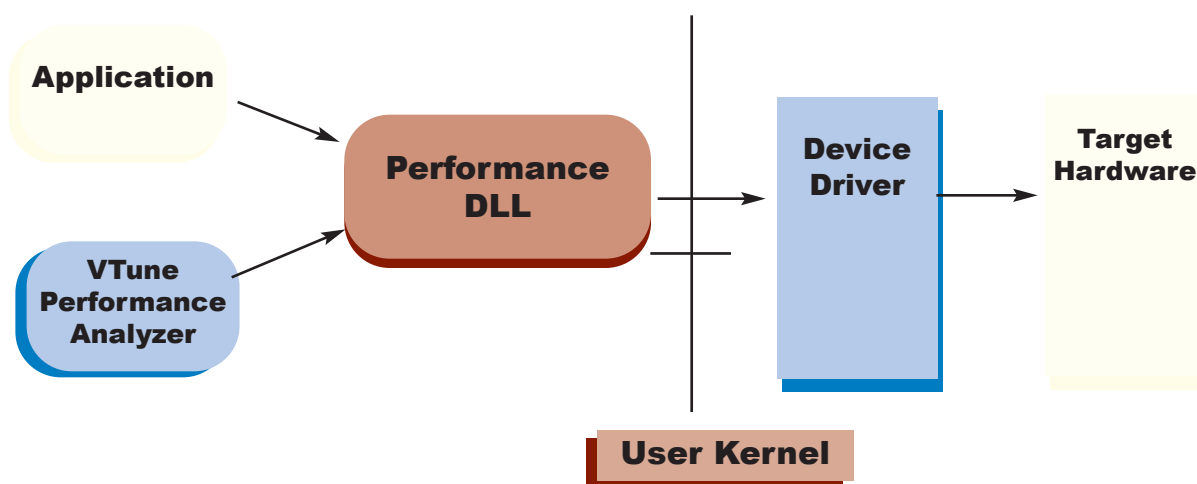 Application
Performance
DLL
VTune
Performance
Analyzer
Device
Driver
Target
Hardware
User Kernel